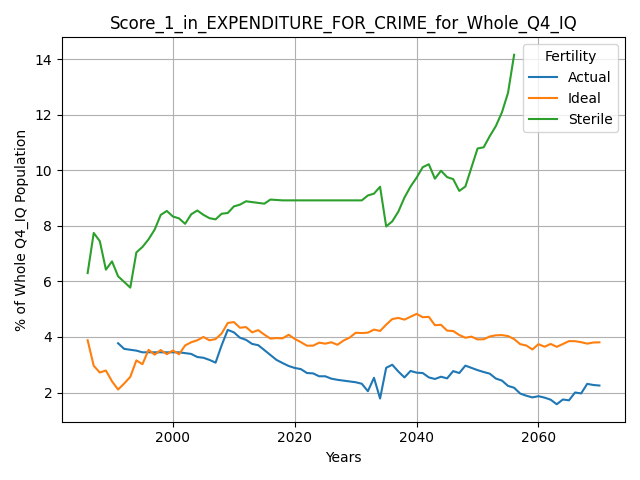 Score_1_in_EXPENDITURE_FOR_CRIME_for_Whole_Q4_IQ
Fertility
Actual
Ideal
Sterile
% of Whole Q4_IQ Population
14
12
10
8
6
4
2
2000
2020
2040
2060
Years